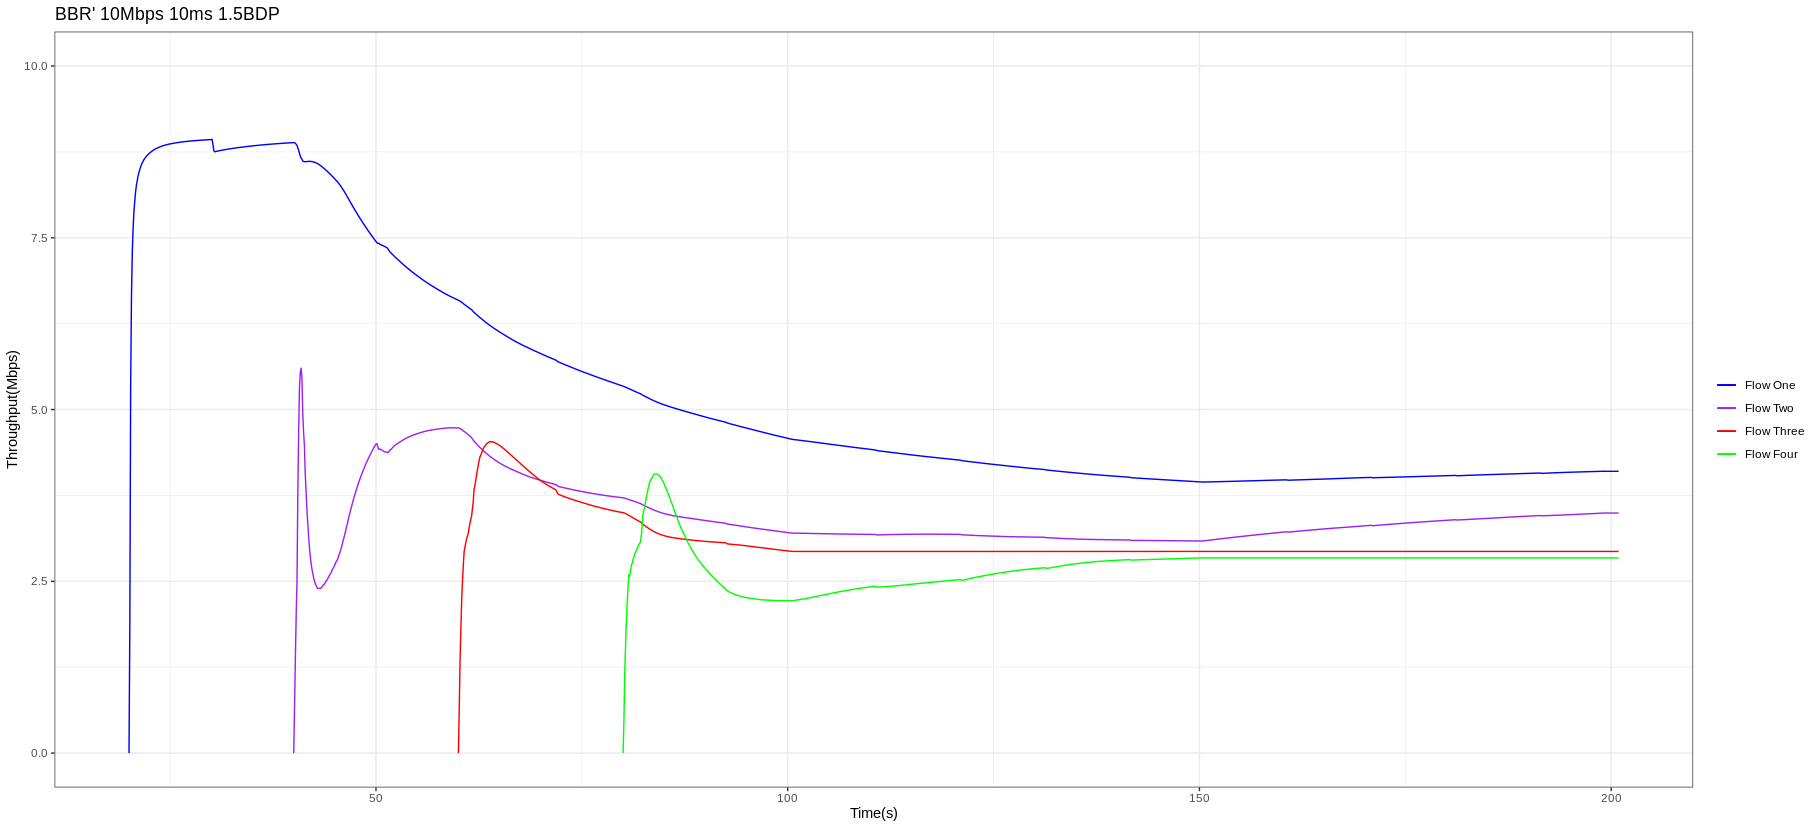 BBR' 10Mbps 10ms 1.5BDP
Throughput(Mbps)
10.0
7.5
5.0
2.5
0.0
50
100
150
200
Time(s)
Flow One
Flow Two
Flow Three
Flow Four